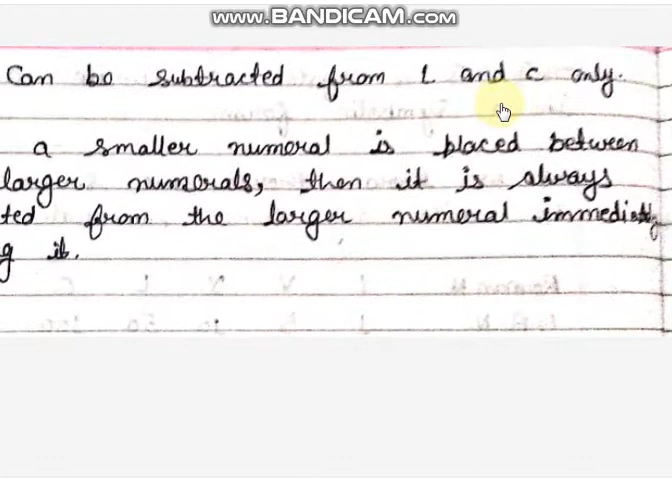 www.BANDICAM.com
Can be subtracted from L and C only.
a smaller numeral is placed between
larger numerals, then it is always
ted from the larger numeral immediately
g it.